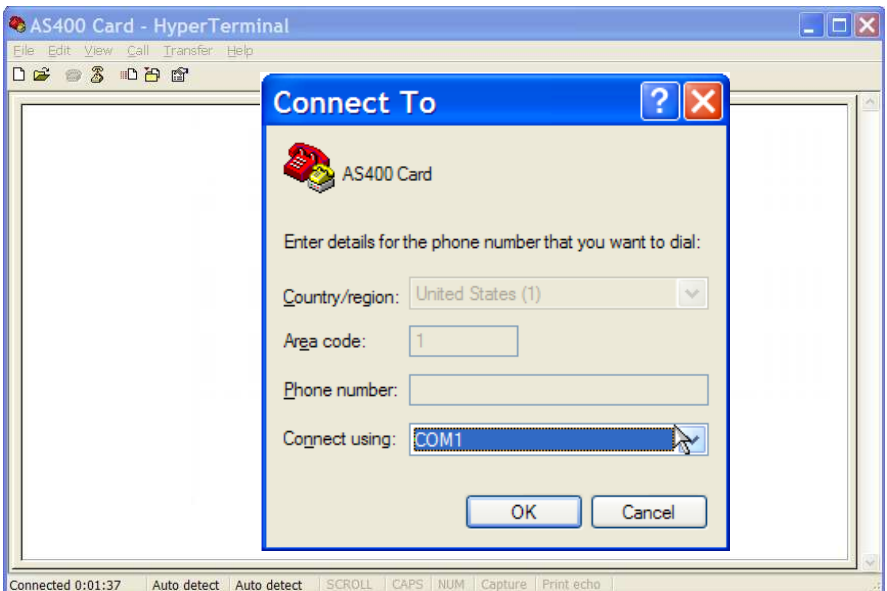 AS400 Card - HyperTerminal
File Edit View Call Transfer Help
Connect To
AS400 Card
Enter details for the phone number that you want to dial:
Country/region: United States (1)
Area code: 1
Phone number:
Connect using: COM1
OK Cancel
Connected 0:01:37 Auto detect Auto detect SCROLL CAPS NUM Capture Print echo